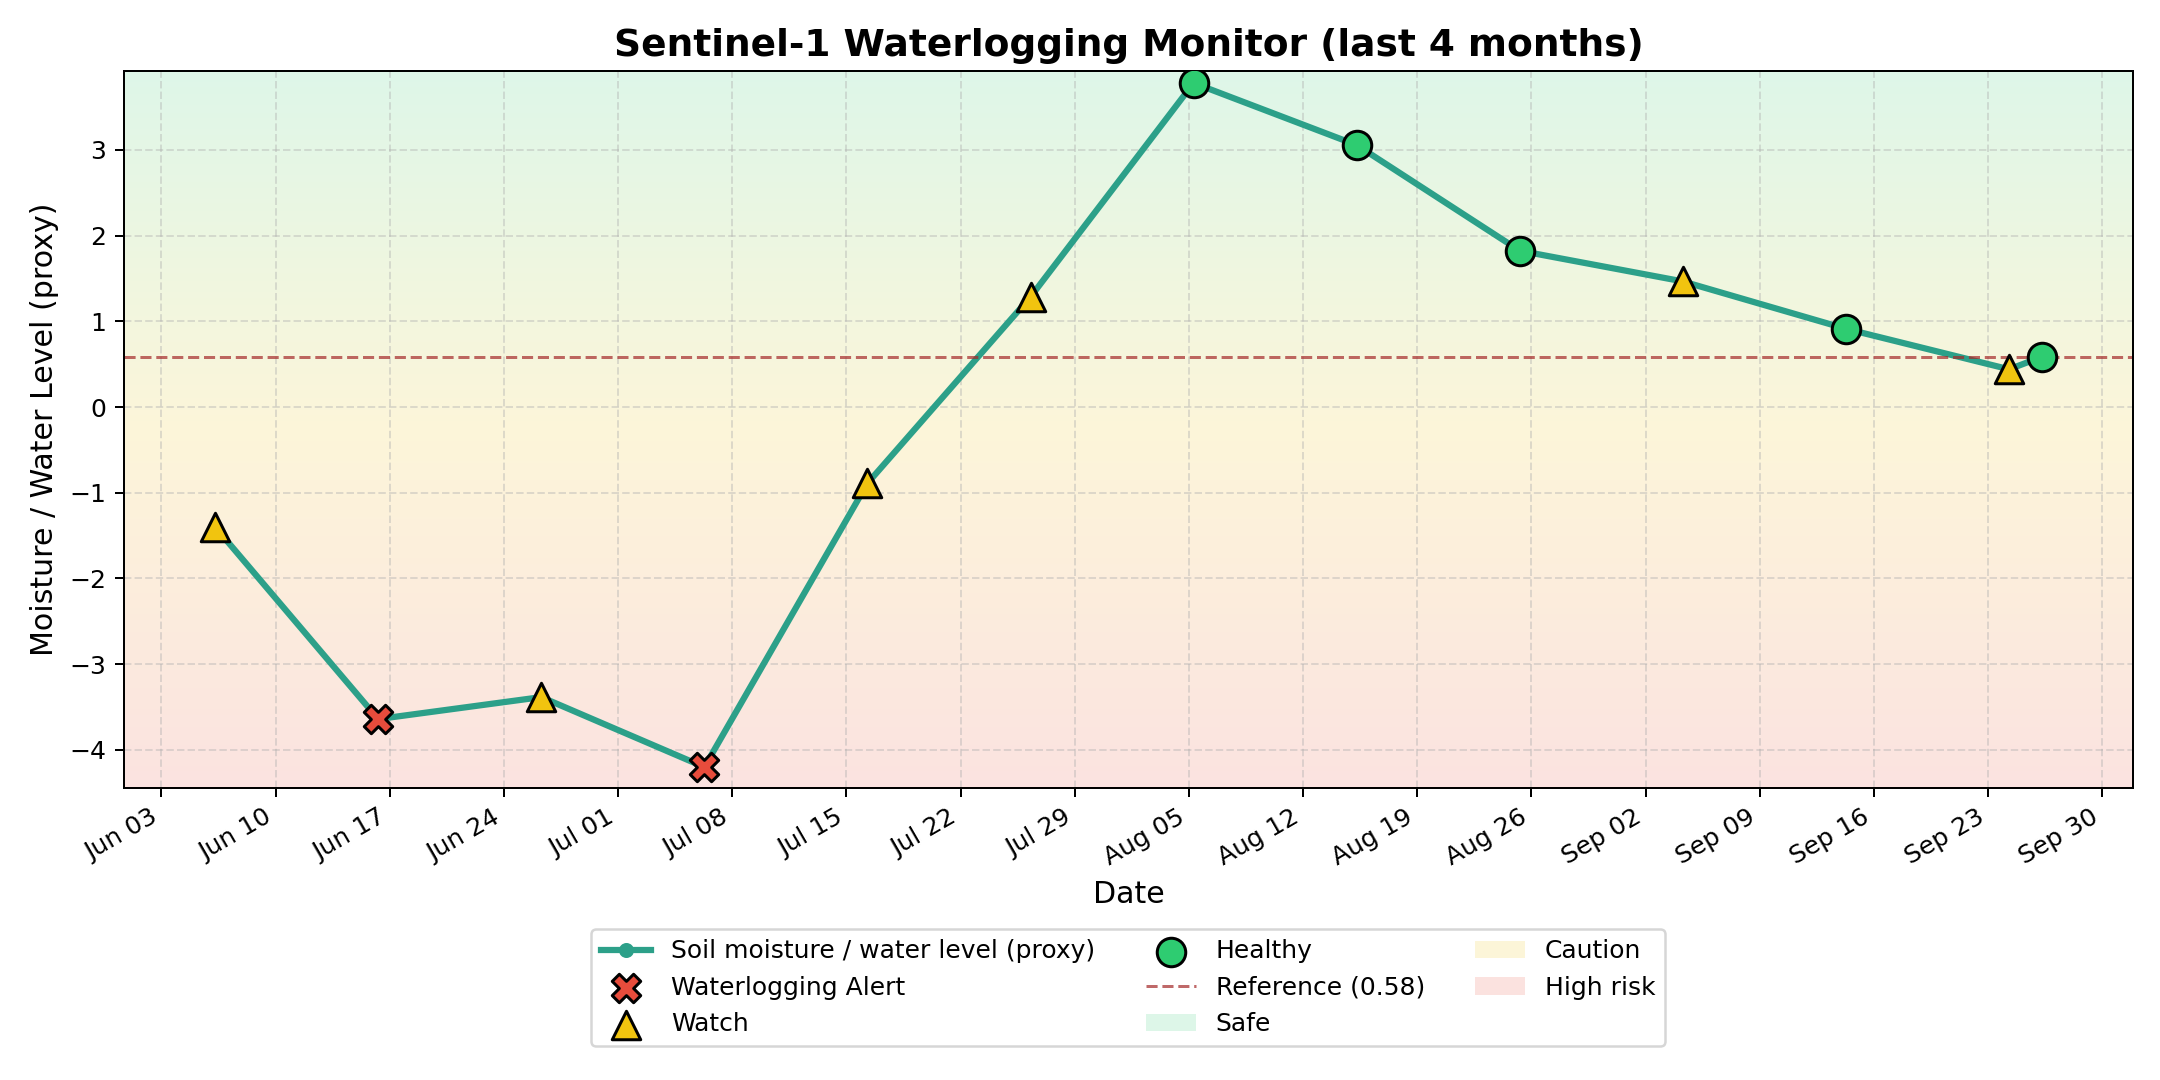 Sentinel-1 Waterlogging Monitor (last 4 months)
Moisture / Water Level (proxy)
3
2
1
0
−1
−2
−3
−4
Jun 03
Jun 10
Jun 17
Jun 24
Jul 01
Jul 08
Jul 15
Jul 22
Jul 29
Aug 05
Aug 12
Aug 19
Aug 26
Sep 02
Sep 09
Sep 16
Sep 23
Sep 30
Date
Soil moisture / water level (proxy)
Waterlogging Alert
Watch
Healthy
Reference (0.58)
Safe
Caution
High risk